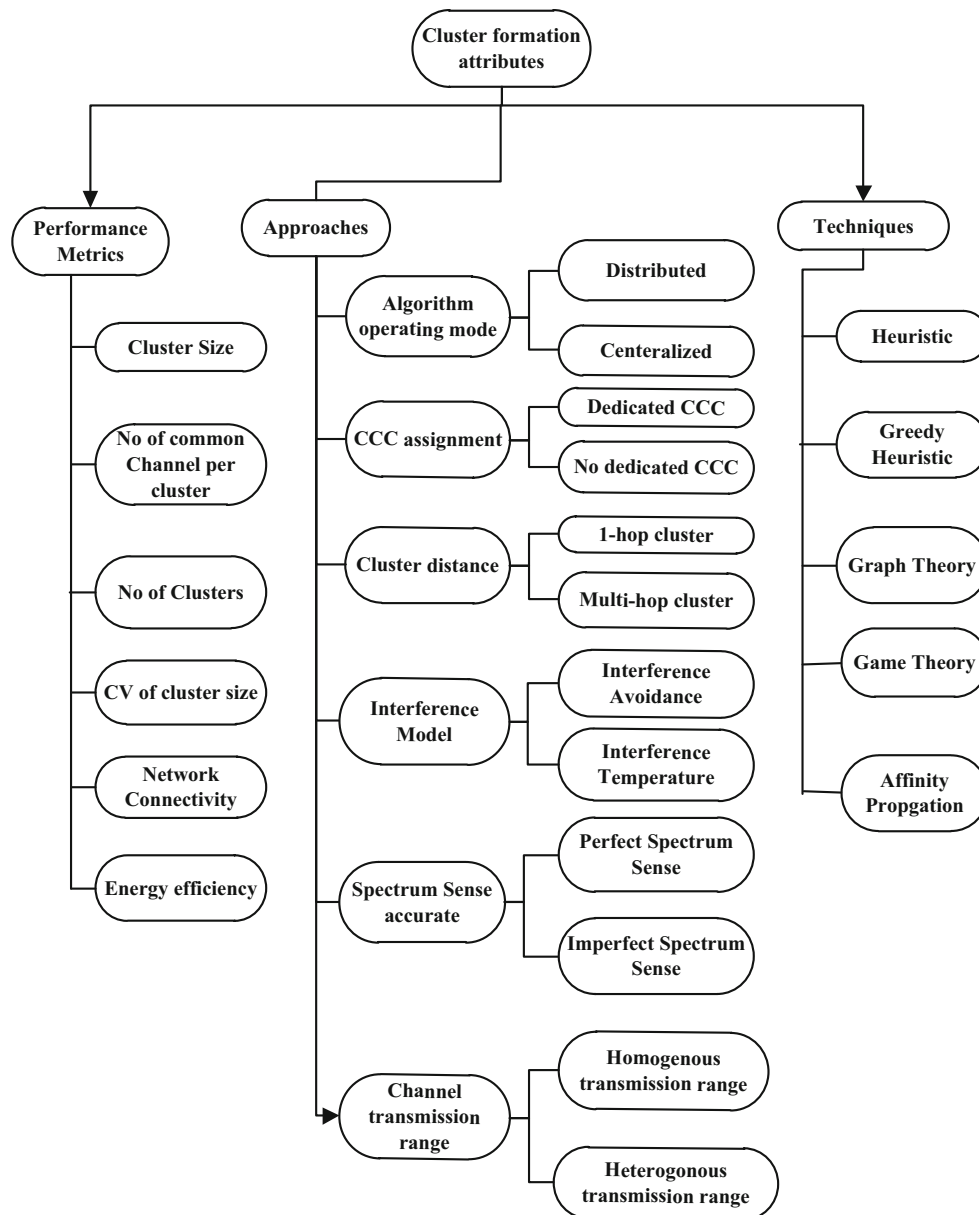 Cluster formation
attributes
Performance
Metrics
Cluster Size
No of common
Channel per
cluster
No of Clusters
CV of cluster size
Network
Connectivity
Energy efficiency
Approaches
Algorithm
operating mode
Distributed
Centeralized
CCC assignment
Dedicated CCC
No dedicated CCC
Cluster distance
1-hop cluster
Multi-hop cluster
Interference
Model
Interference
Avoidance
Interference
Temperature
Spectrum Sense
accurate
Perfect Spectrum
Sense
Imperfect Spectrum
Sense
Channel
transmission
range
Homogenous
transmission range
Heterogonous
transmission range
Techniques
Heuristic
Greedy
Heuristic
Graph Theory
Game Theory
Affinity
Propgation